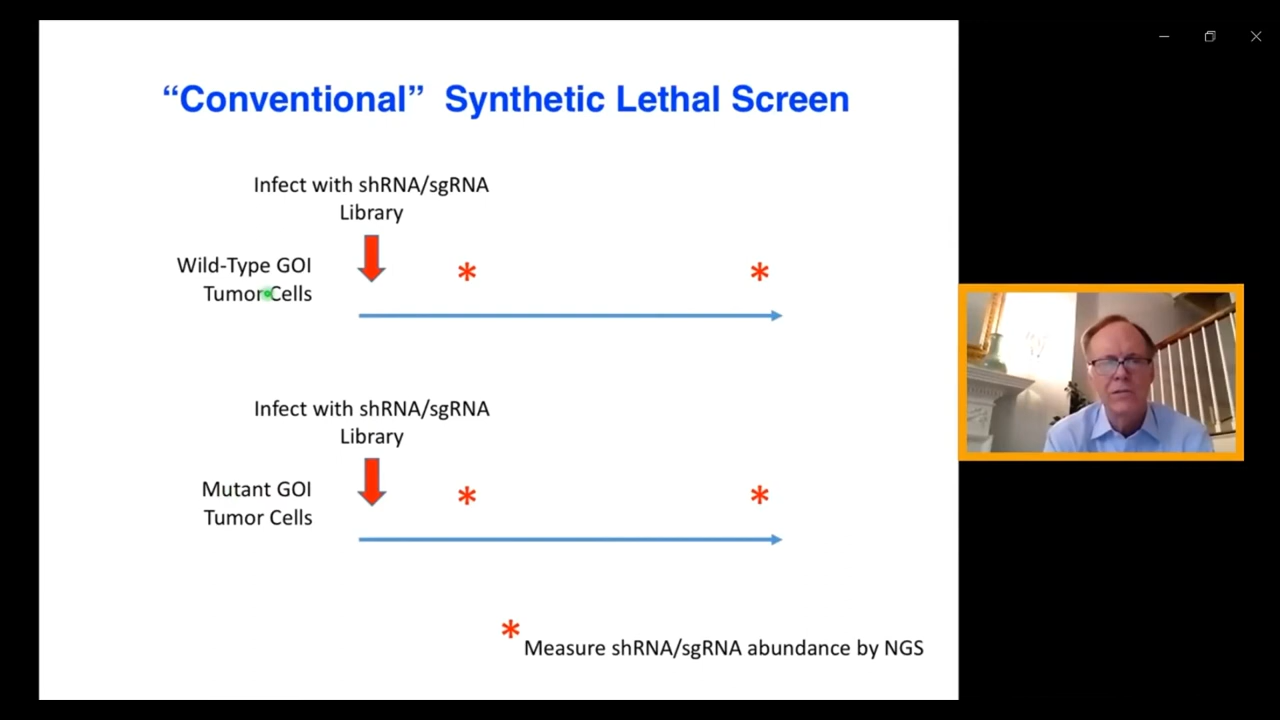 “Conventional” Synthetic Lethal Screen
Infect with shRNA/sgRNA
Library
Wild-Type GOI
Tumor Cells
*
*
Infect with shRNA/sgRNA
Library
Mutant GOI
Tumor Cells
*
*
* Measure shRNA/sgRNA abundance by NGS